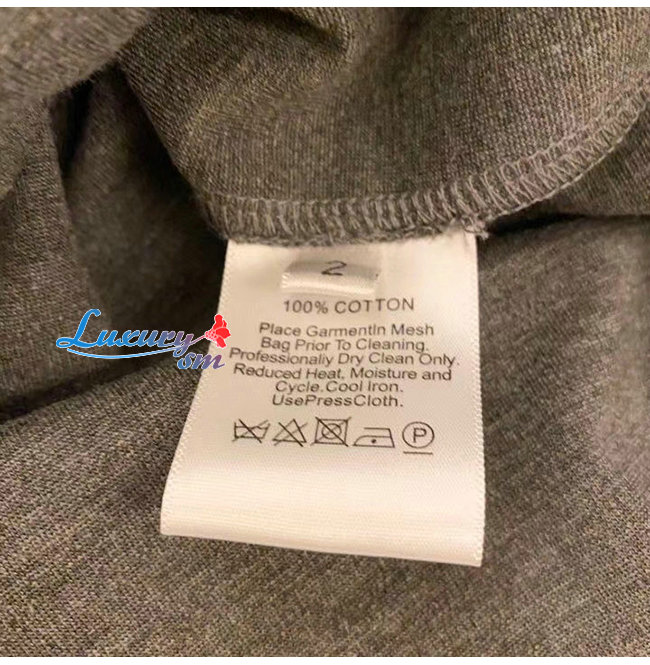 2
100% COTTON
Place GarmentIn Mesh
Bag Prior To Cleaning.
Professionally Dry Clean Only.
Reduced Heat, Moisture and
Cycle.Cool Iron.
UsePressCloth.
P
Luxury
sm